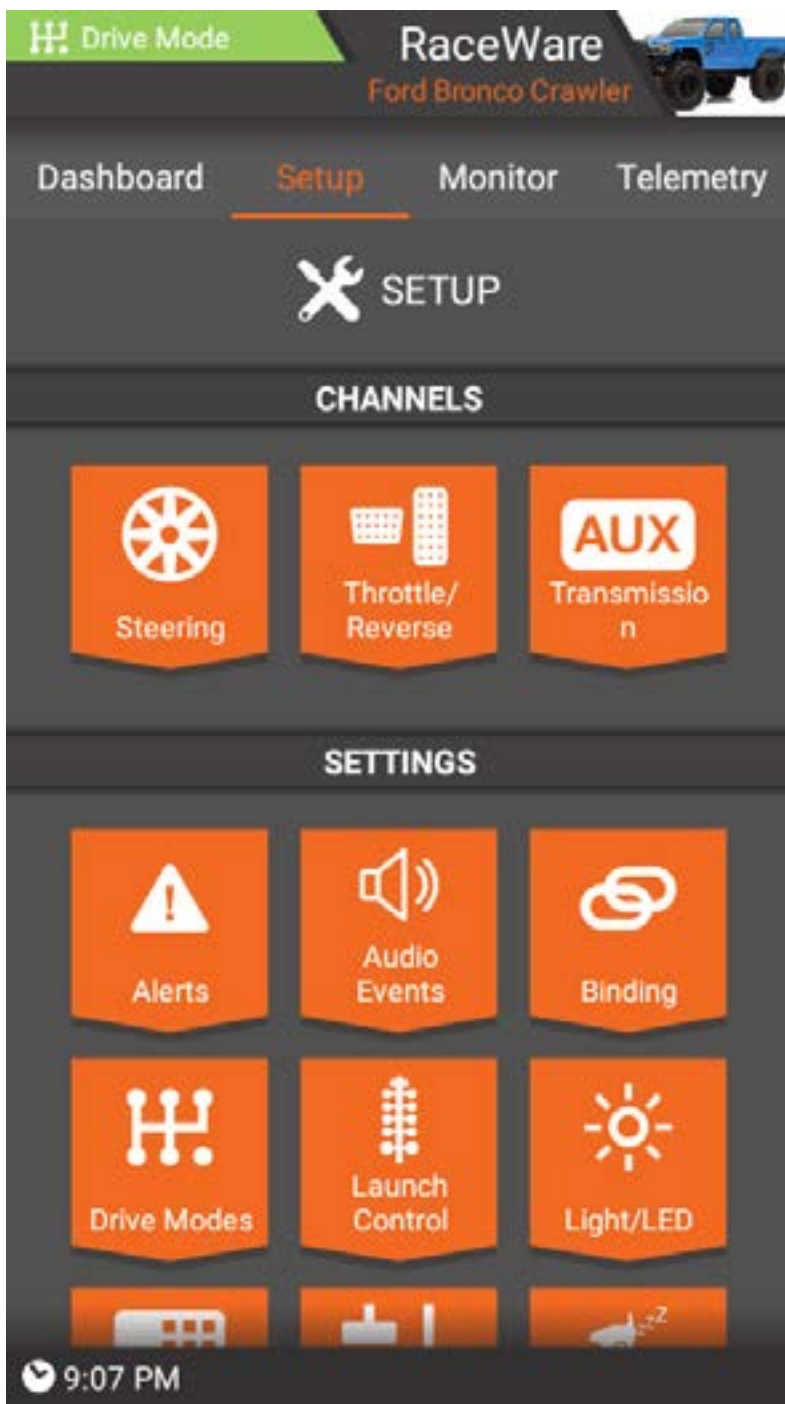 Drive Mode
RaceWare
Ford Bronco Crawler
Dashboard Setup Monitor Telemetry
SETUP
CHANNELS
Steering
Throttle/
Reverse
AUX
Transmissio
n
SETTINGS
Alerts
Audio
Events
Binding
Drive Modes
Launch
Control
Light/LED
zzZ
9:07 PM